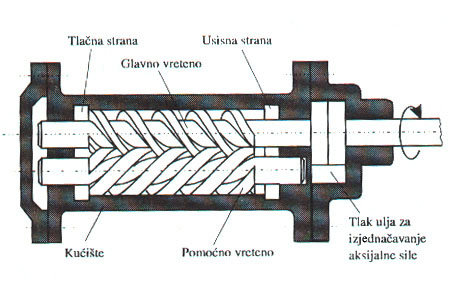 Tlačna strana
Usisna strana
Glavno vreteno
Kućište
Pomoćno vreteno
Tlak ulja za
izjednačavanje
aksijalne sile